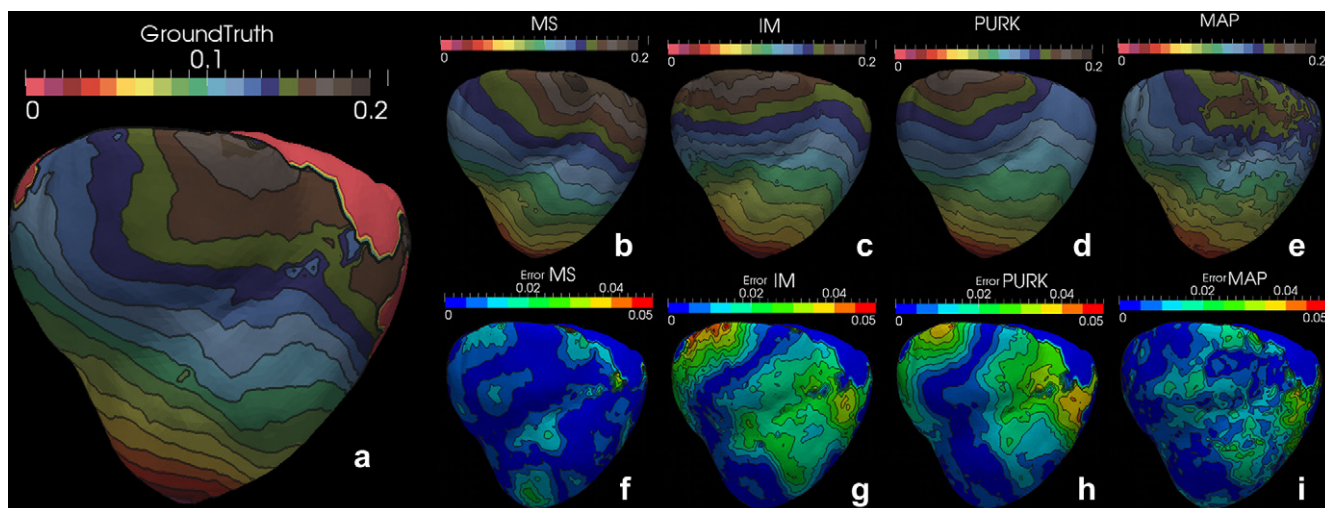 GroundTruth
0.1
0 0.2
a
MS
0 0.2
b
IM
0 0.2
c
PURK
0 0.2
d
MAP
0 0.2
e
Error MS
0.02 0.04
0 0.05
f
Error IM
0.02 0.04
0 0.05
g
Error PURK
0.02 0.04
0 0.05
h
Error MAP
0.02 0.04
0 0.05
i